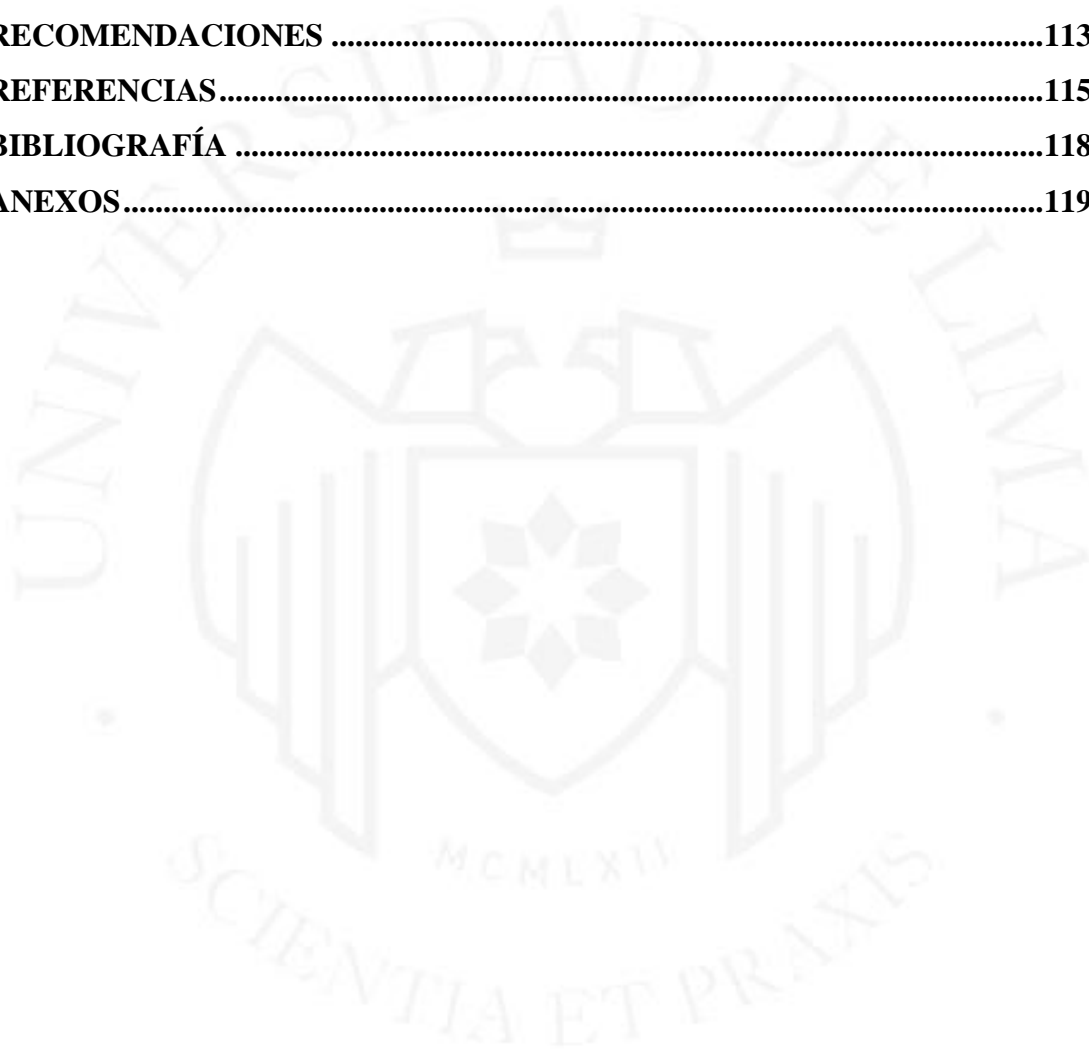 RECOMENDACIONES ..........................................................................................113
REFERENCIAS........................................................................................................115
BIBLIOGRAFÍA ......................................................................................................118
ANEXOS....................................................................................................................119
UNIVERSIDAD DE LIMA
MCMLXII
SCIENTIA ET PRAXIS